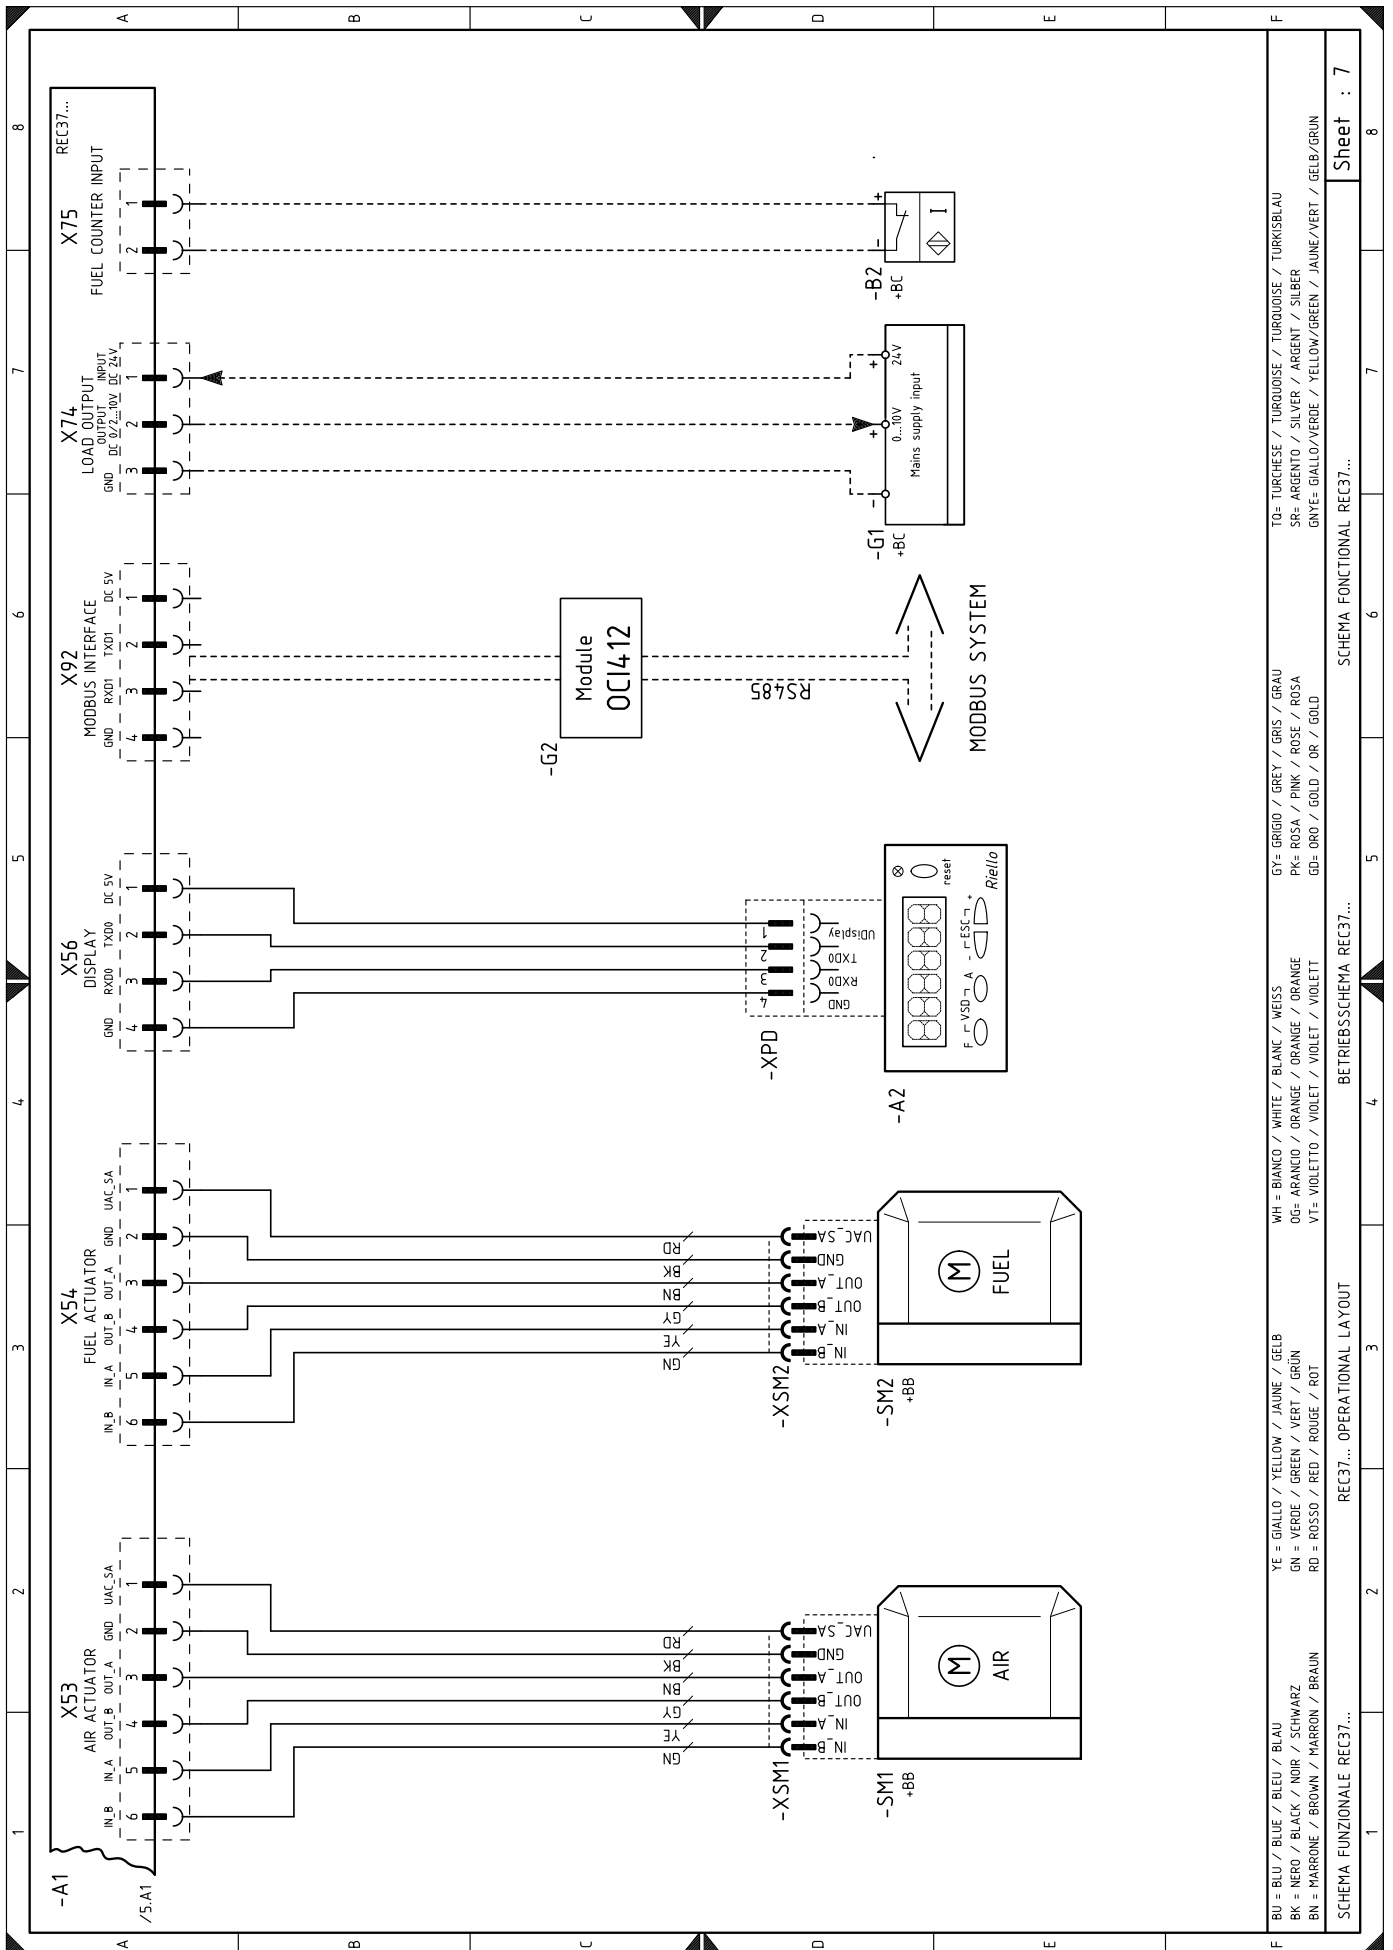 1 2 3 4 5 6 7 8
A B C D E F
-A1
/5.A1
REC37...
X53
AIR ACTUATOR
IN_B IN_A OUT_B OUT_A GND UAC_SA
6 5 4 3 2 1
X54
FUEL ACTUATOR
IN_B IN_A OUT_B OUT_A GND UAC_SA
6 5 4 3 2 1
X56
DISPLAY
GND RXD0 TXD0 DC 5V
4 3 2 1
X92
MODBUS INTERFACE
GND RXD1 TXD1 DC 5V
4 3 2 1
X74
LOAD OUTPUT
OUTPUT INPUT
GND DC 0/2...10V DC 24V
3 2 1
X75
FUEL COUNTER INPUT
2 1
GN YE GY BN BK RD
-XSM1
IN_B IN_A OUT_B OUT_A GND UAC_SA
-SM1
+BB
M
AIR
GN YE GY BN BK RD
-XSM2
IN_B IN_A OUT_B OUT_A GND UAC_SA
-SM2
+BB
M
FUEL
-XPD
4 3 2 1
GND RXD0 TXD0 UDisplay
-A2
F VSD A - ESC +
reset
Riello
-G2
Module
OCI412
RS485
MODBUS SYSTEM
-G1
+BC
- + +
0...10V 24V
Mains supply input
-B2
+BC
- +
I
BU = BLU / BLUE / BLEU / BLAU
BK = NERO / BLACK / NOIR / SCHWARZ
BN = MARRONE / BROWN / MARRON / BRAUN
YE = GIALLO / YELLOW / JAUNE / GELB
GN = VERDE / GREEN / VERT / GRÜN
RD = ROSSO / RED / ROUGE / ROT
WH = BIANCO / WHITE / BLANC / WEISS
OG= ARANCIO / ORANGE / ORANGE / ORANGE
VT= VIOLETTO / VIOLET / VIOLET / VIOLETT
GY= GRIGIO / GREY / GRIS / GRAU
PK= ROSA / PINK / ROSE / ROSA
GD= ORO / GOLD / OR / GOLD
TQ= TURCHESE / TURQUOISE / TURQUOISE / TURKISBLAU
SR= ARGENTO / SILVER / ARGENT / SILBER
GNYE= GIALLO/VERDE / YELLOW/GREEN / JAUNE/VERT / GELB/GRUN
SCHEMA FUNZIONALE REC37...
REC37... OPERATIONAL LAYOUT
BETRIEBSSCHEMA REC37...
SCHEMA FONCTIONAL REC37...
Sheet : 7
1 2 3 4 5 6 7 8
A B C D E F